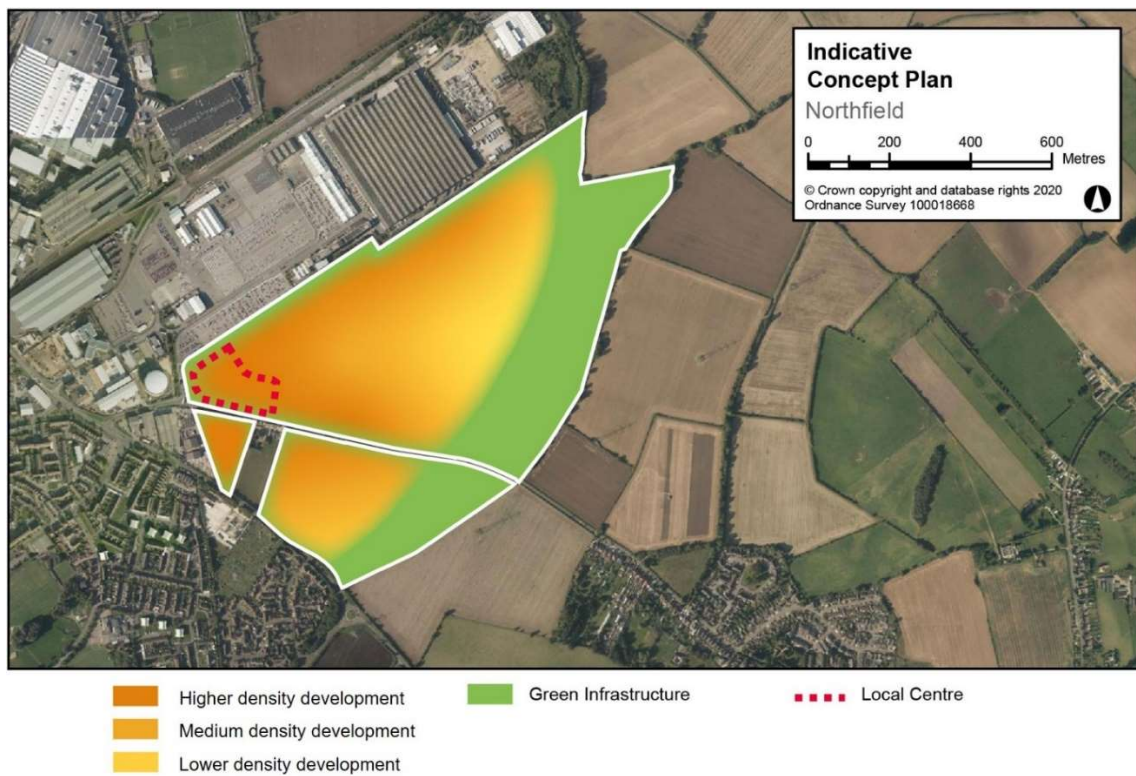 Indicative
Concept Plan
Northfield
0 200 400 600
Metres
© Crown copyright and database rights 2020
Ordnance Survey 100018668
Higher density development
Medium density development
Lower density development
Green Infrastructure
Local Centre